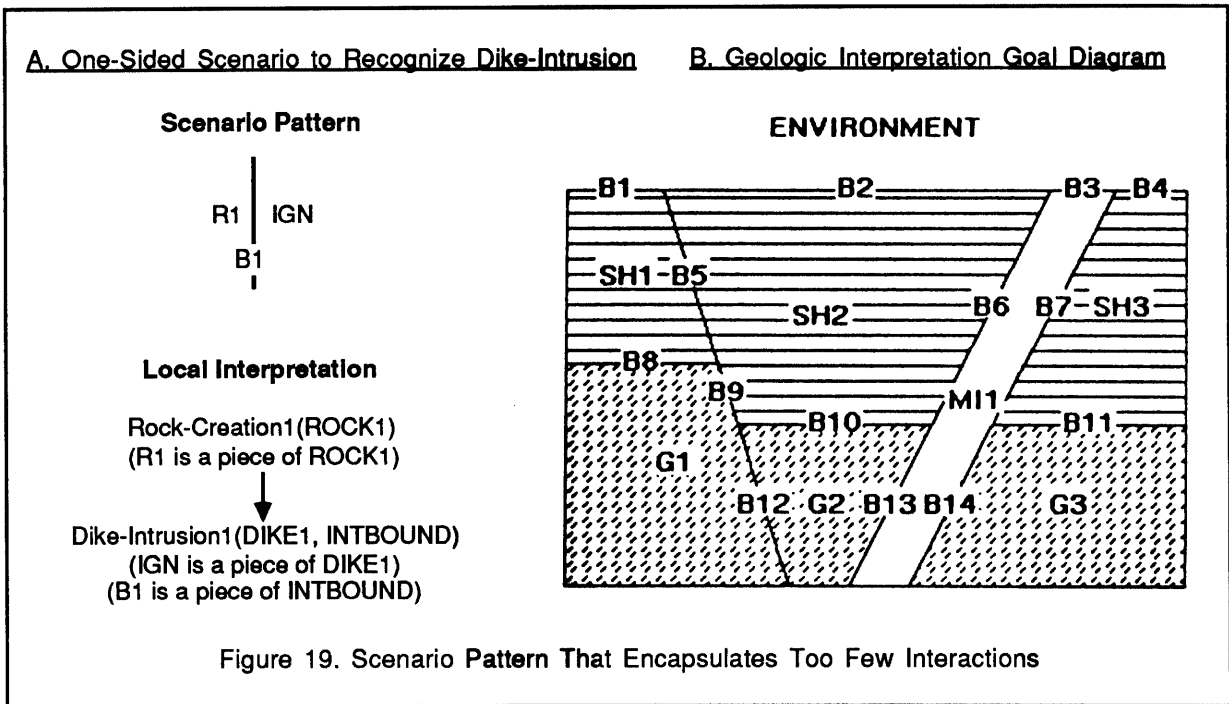 A. One-Sided Scenario to Recognize Dike-Intrusion
Scenario Pattern
R1 IGN
B1
Local Interpretation
Rock-Creation1(ROCK1)
(R1 is a piece of ROCK1)
Dike-Intrusion1(DIKE1, INTBOUND)
(IGN is a piece of DIKE1)
(B1 is a piece of INTBOUND)
B. Geologic Interpretation Goal Diagram
ENVIRONMENT
B1 B2 B3 B4
SH1 B5
SH2 B6 B7 SH3
B8
B9 MI1
B10 B11
G1
B12 G2 B13 B14 G3
Figure 19. Scenario Pattern That Encapsulates Too Few Interactions